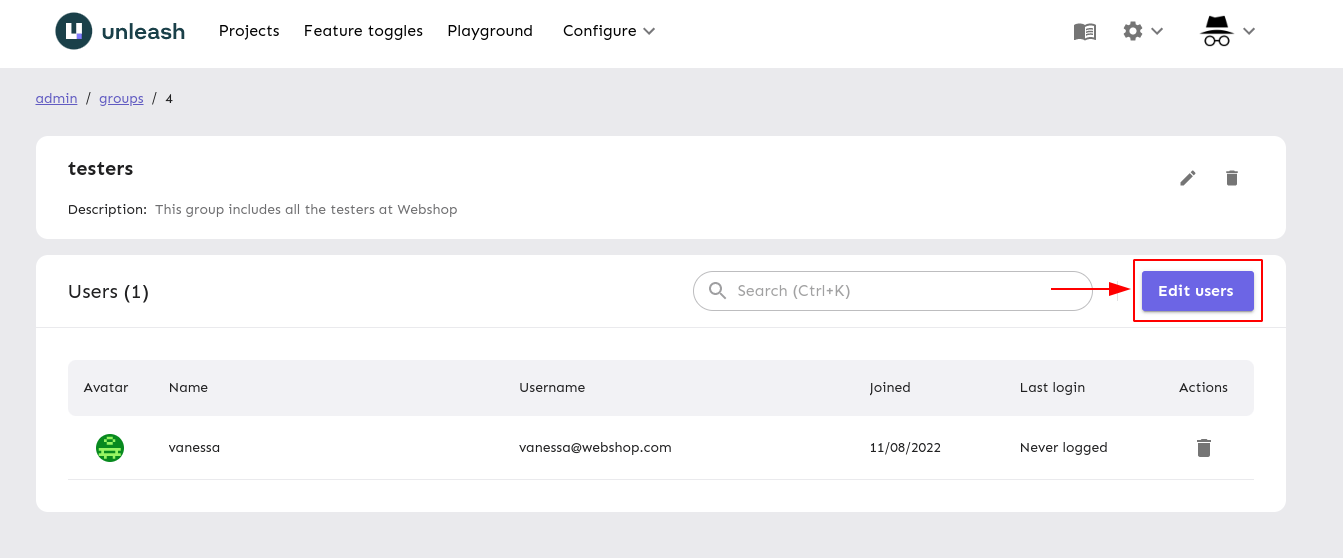 unleash Projects Feature toggles Playground Configure
admin / groups / 4
testers
Description: This group includes all the testers at Webshop
Users (1) Search (Ctrl+K) Edit users
Avatar Name Username Joined Last login Actions
vanessa vanessa@webshop.com 11/08/2022 Never logged